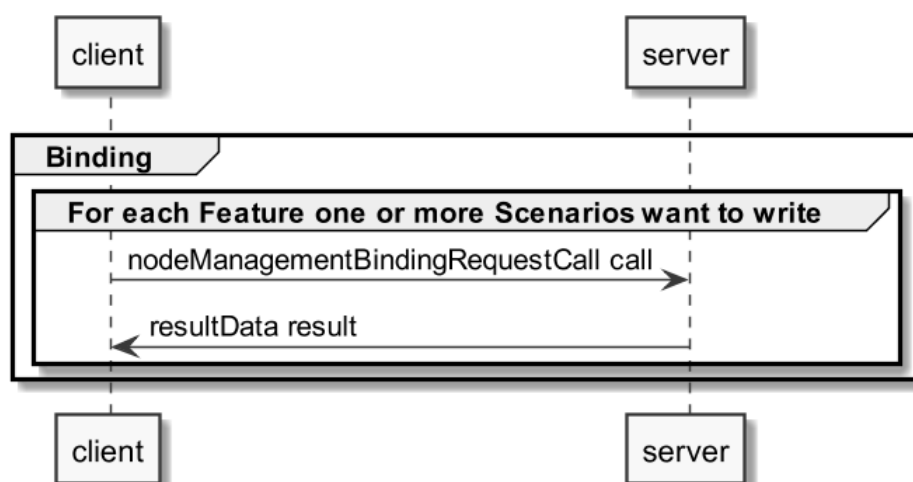 client
server
Binding
For each Feature one or more Scenarios want to write
nodeManagementBindingRequestCall call
resultData result
client
server